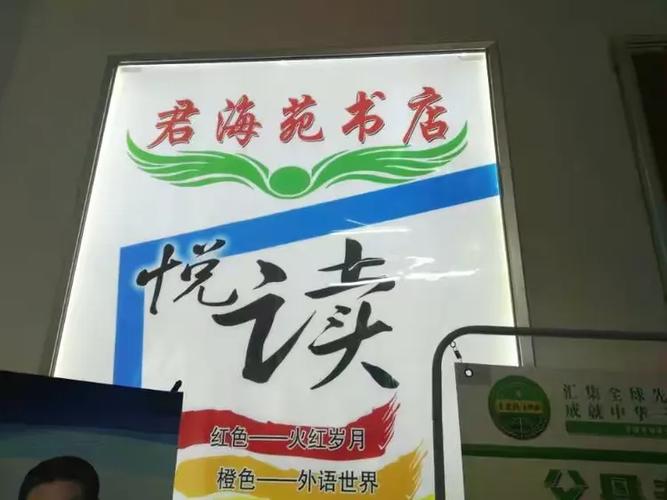 君海苑书店
悦读
红色——火红岁月
橙色——外语世界
汇集全球先
成就中华